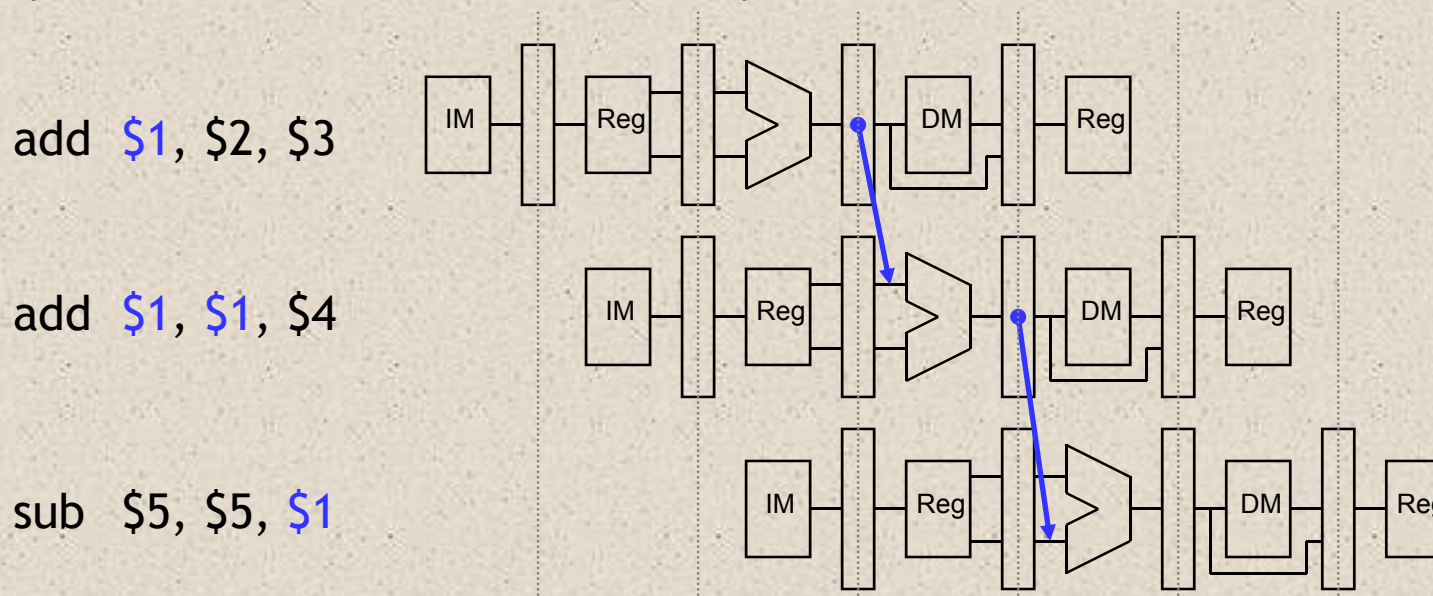 add $1, $2, $3
IM Reg DM Reg
add $1, $1, $4
IM Reg DM Reg
sub $5, $5, $1
IM Reg DM